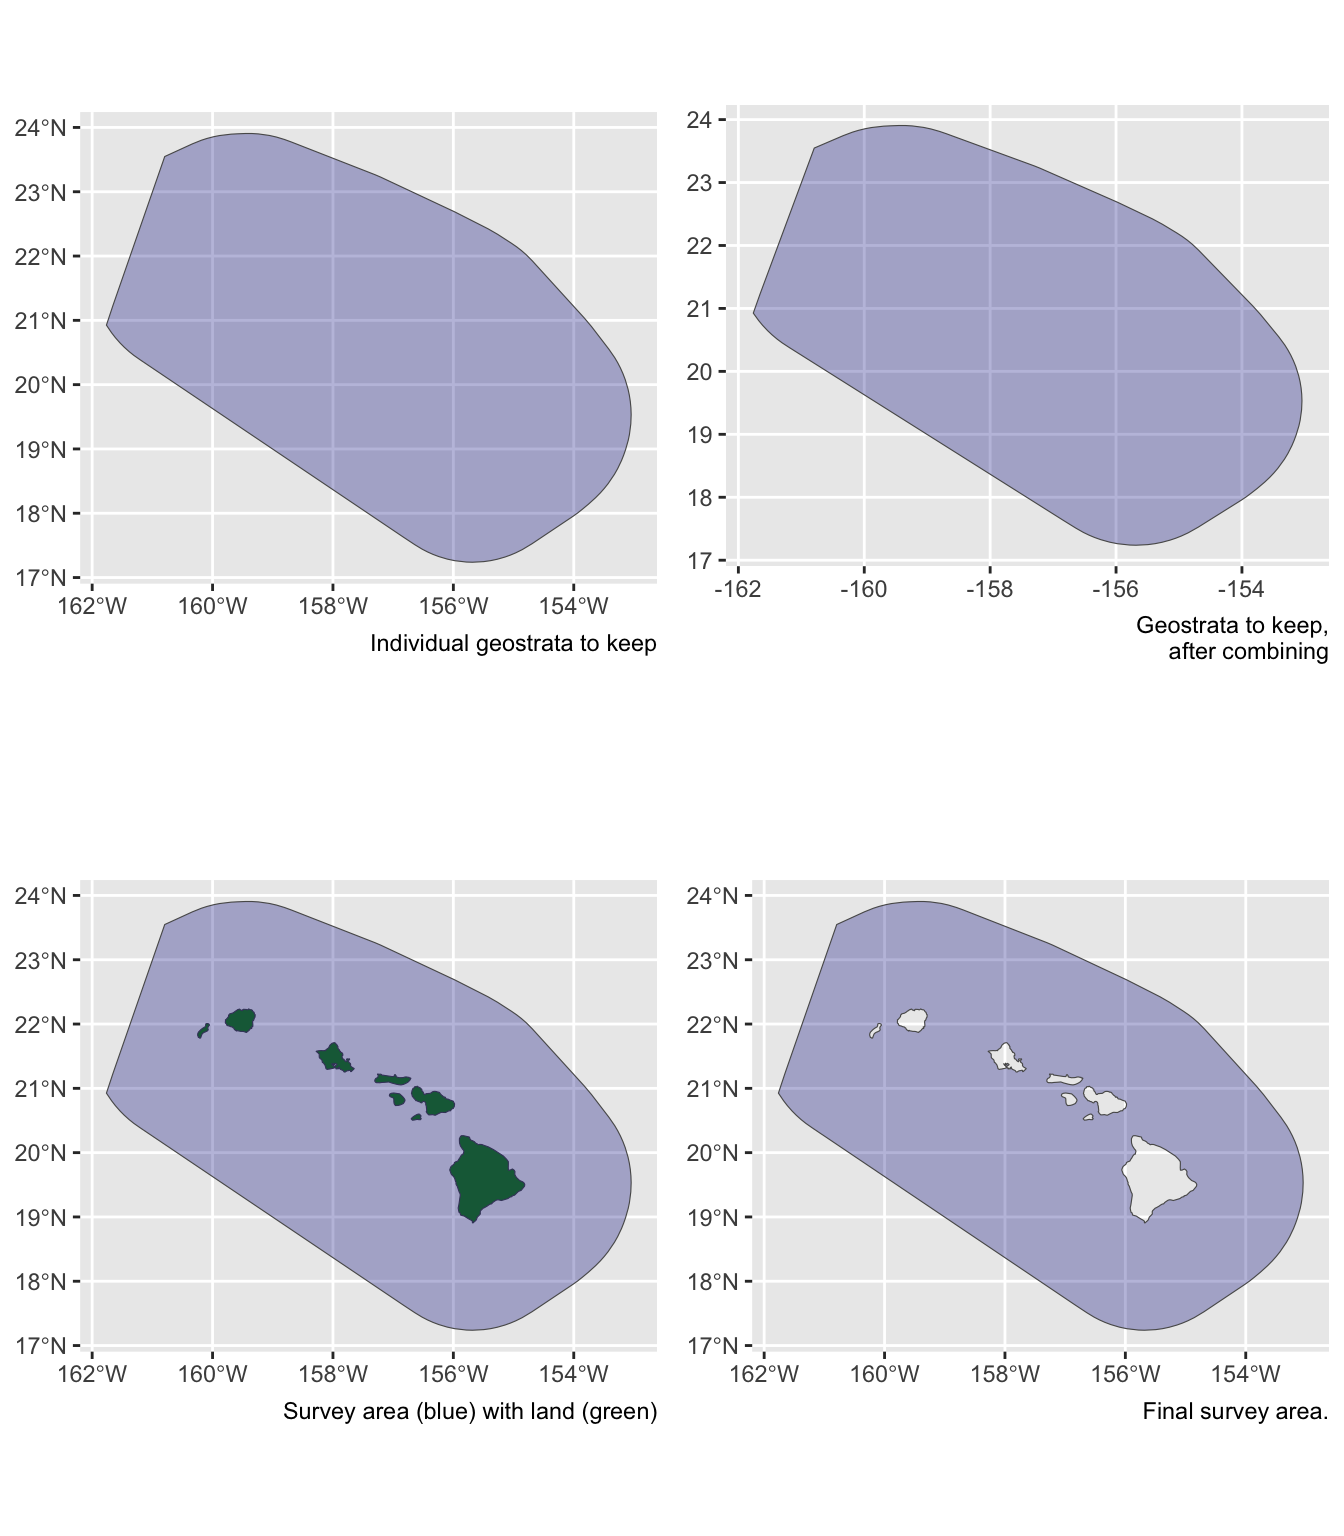 24°N
23°N
22°N
21°N
20°N
19°N
18°N
17°N
162°W 160°W 158°W 156°W 154°W
Individual geostrata to keep
24
23
22
21
20
19
18
17
-162 -160 -158 -156 -154
Geostrata to keep,
after combining
24°N
23°N
22°N
21°N
20°N
19°N
18°N
17°N
162°W 160°W 158°W 156°W 154°W
Survey area (blue) with land (green)
24°N
23°N
22°N
21°N
20°N
19°N
18°N
17°N
162°W 160°W 158°W 156°W 154°W
Final survey area.